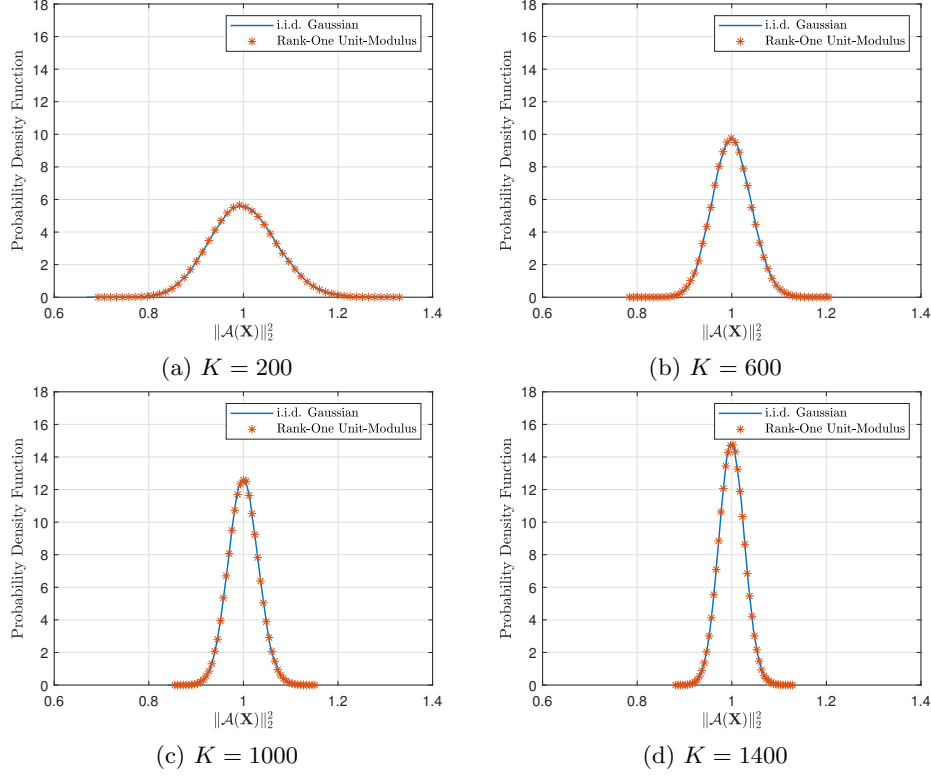 18
16
14
12
10
8
6
4
2
0
Probability Density Function
i.i.d. Gaussian
Rank-One Unit-Modulus
0.6 0.8 1 1.2 1.4
‖𝒜(𝐗)‖₂²
(a) K = 200
18
16
14
12
10
8
6
4
2
0
Probability Density Function
i.i.d. Gaussian
Rank-One Unit-Modulus
0.6 0.8 1 1.2 1.4
‖𝒜(𝐗)‖₂²
(b) K = 600
18
16
14
12
10
8
6
4
2
0
Probability Density Function
i.i.d. Gaussian
Rank-One Unit-Modulus
0.6 0.8 1 1.2 1.4
‖𝒜(𝐗)‖₂²
(c) K = 1000
18
16
14
12
10
8
6
4
2
0
Probability Density Function
i.i.d. Gaussian
Rank-One Unit-Modulus
0.6 0.8 1 1.2 1.4
‖𝒜(𝐗)‖₂²
(d) K = 1400